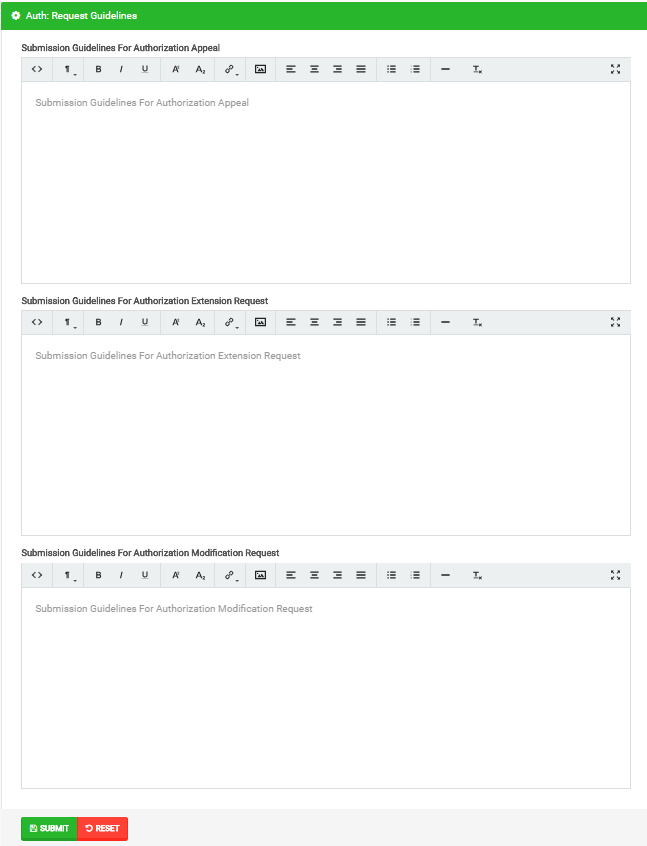 Auth: Request Guidelines
Submission Guidelines For Authorization Appeal
Submission Guidelines For Authorization Appeal
Submission Guidelines For Authorization Extension Request
Submission Guidelines For Authorization Extension Request
Submission Guidelines For Authorization Modification Request
Submission Guidelines For Authorization Modification Request
SUBMIT RESET